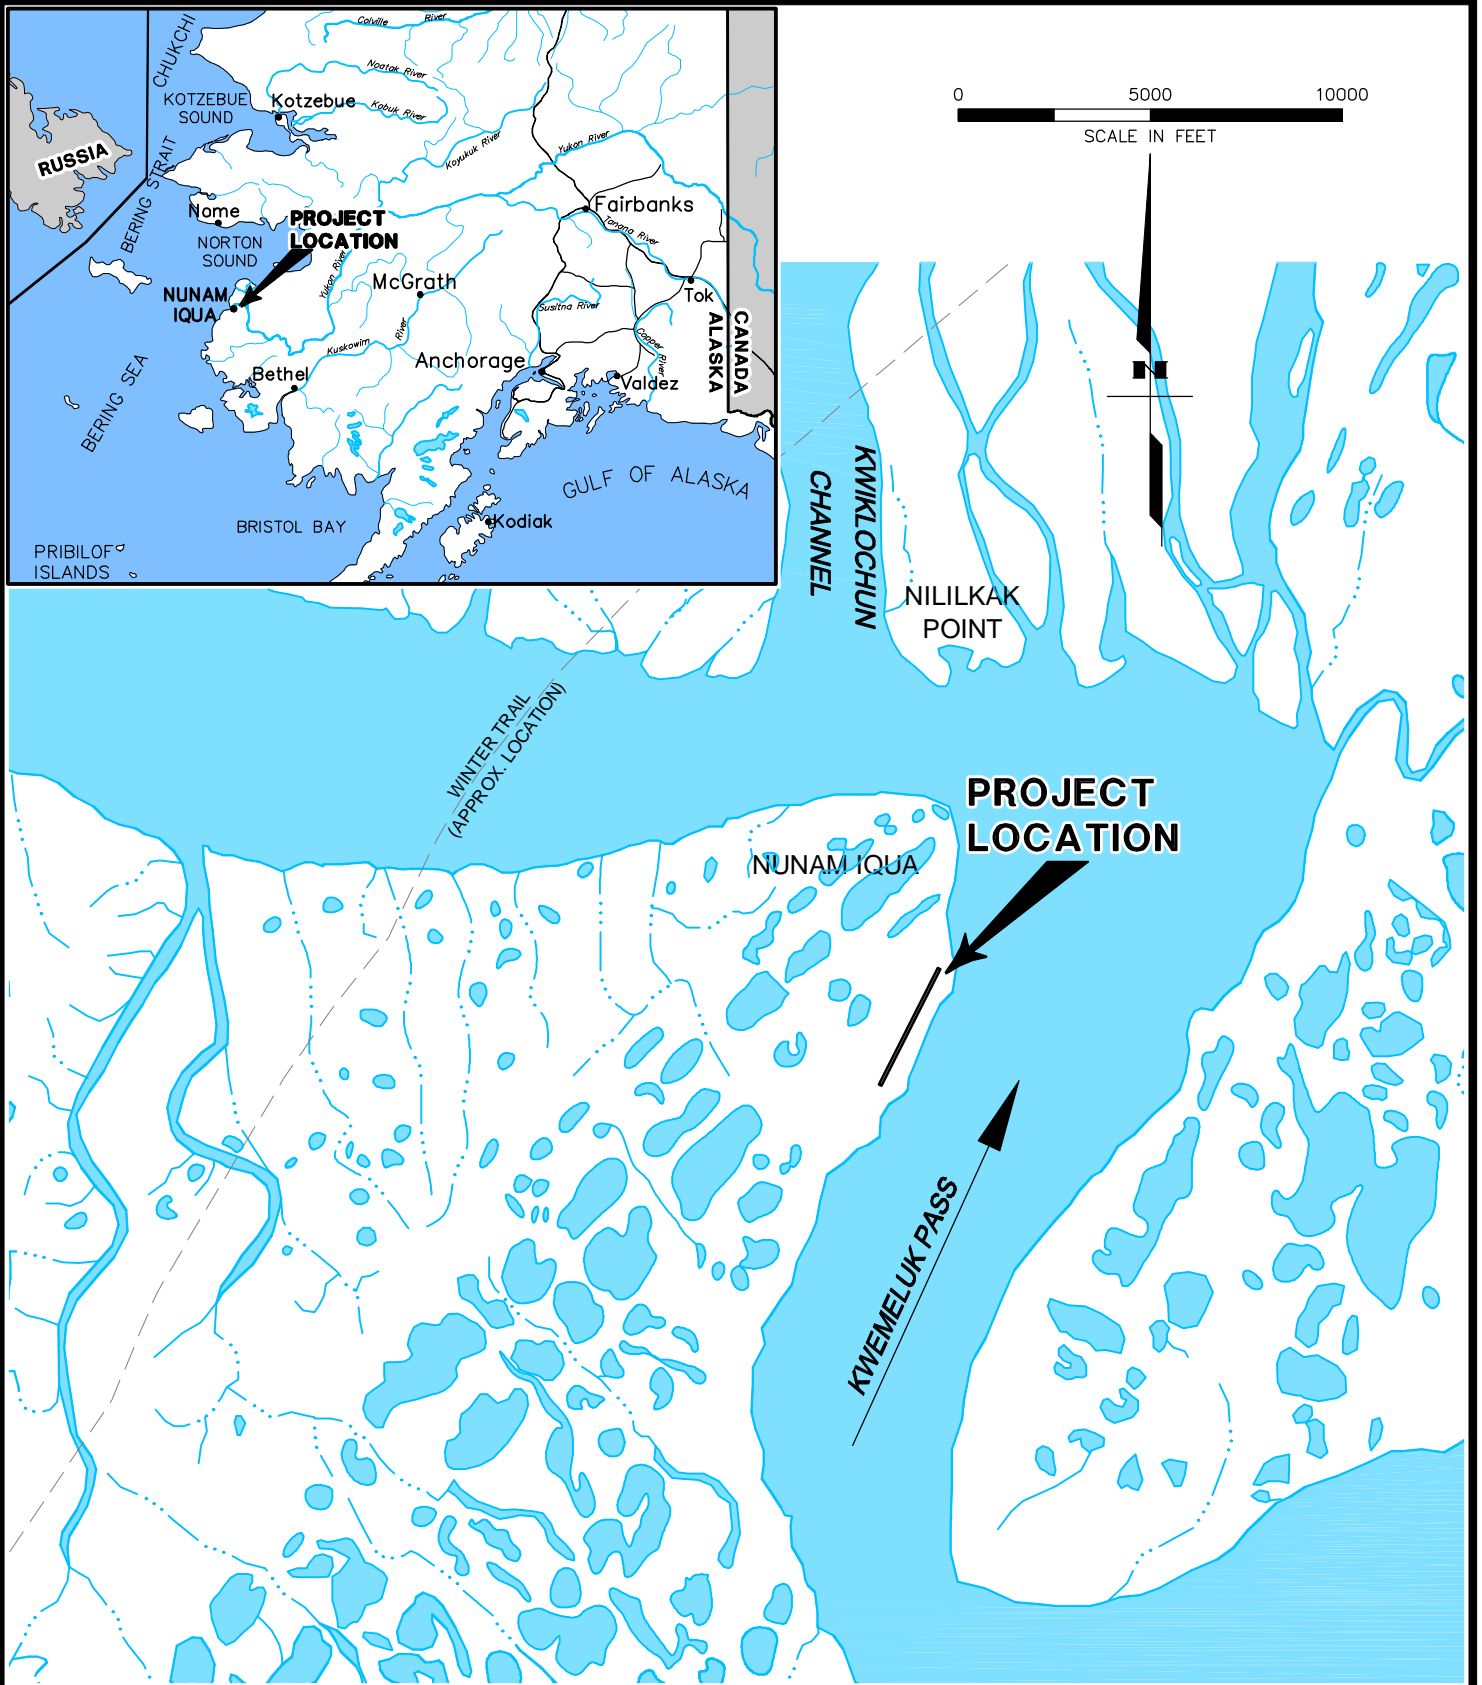 Colville River
CHUKCHI
Noatak River
KOTZEBUE
SOUND
Kotzebue
Kobuk River
RUSSIA
BERING STRAIT
Koyukuk River
Yukon River
Nome
PROJECT
LOCATION
Fairbanks
Tanana River
NORTON
SOUND
Yukon River
McGrath
NUNAM
IQUA
Tok
Susitna River
CANADA
ALASKA
Kuskowim River
Copper River
Anchorage
Bethel
Valdez
BERING SEA
GULF OF ALASKA
BRISTOL BAY
Kodiak
PRIBILOF
ISLANDS
0 5000 10000
SCALE IN FEET
N
KWIKLOCHUN
CHANNEL
NILILKAK
POINT
WINTER TRAIL
(APPROX. LOCATION)
PROJECT
LOCATION
NUNAM IQUA
KWEMELUK PASS